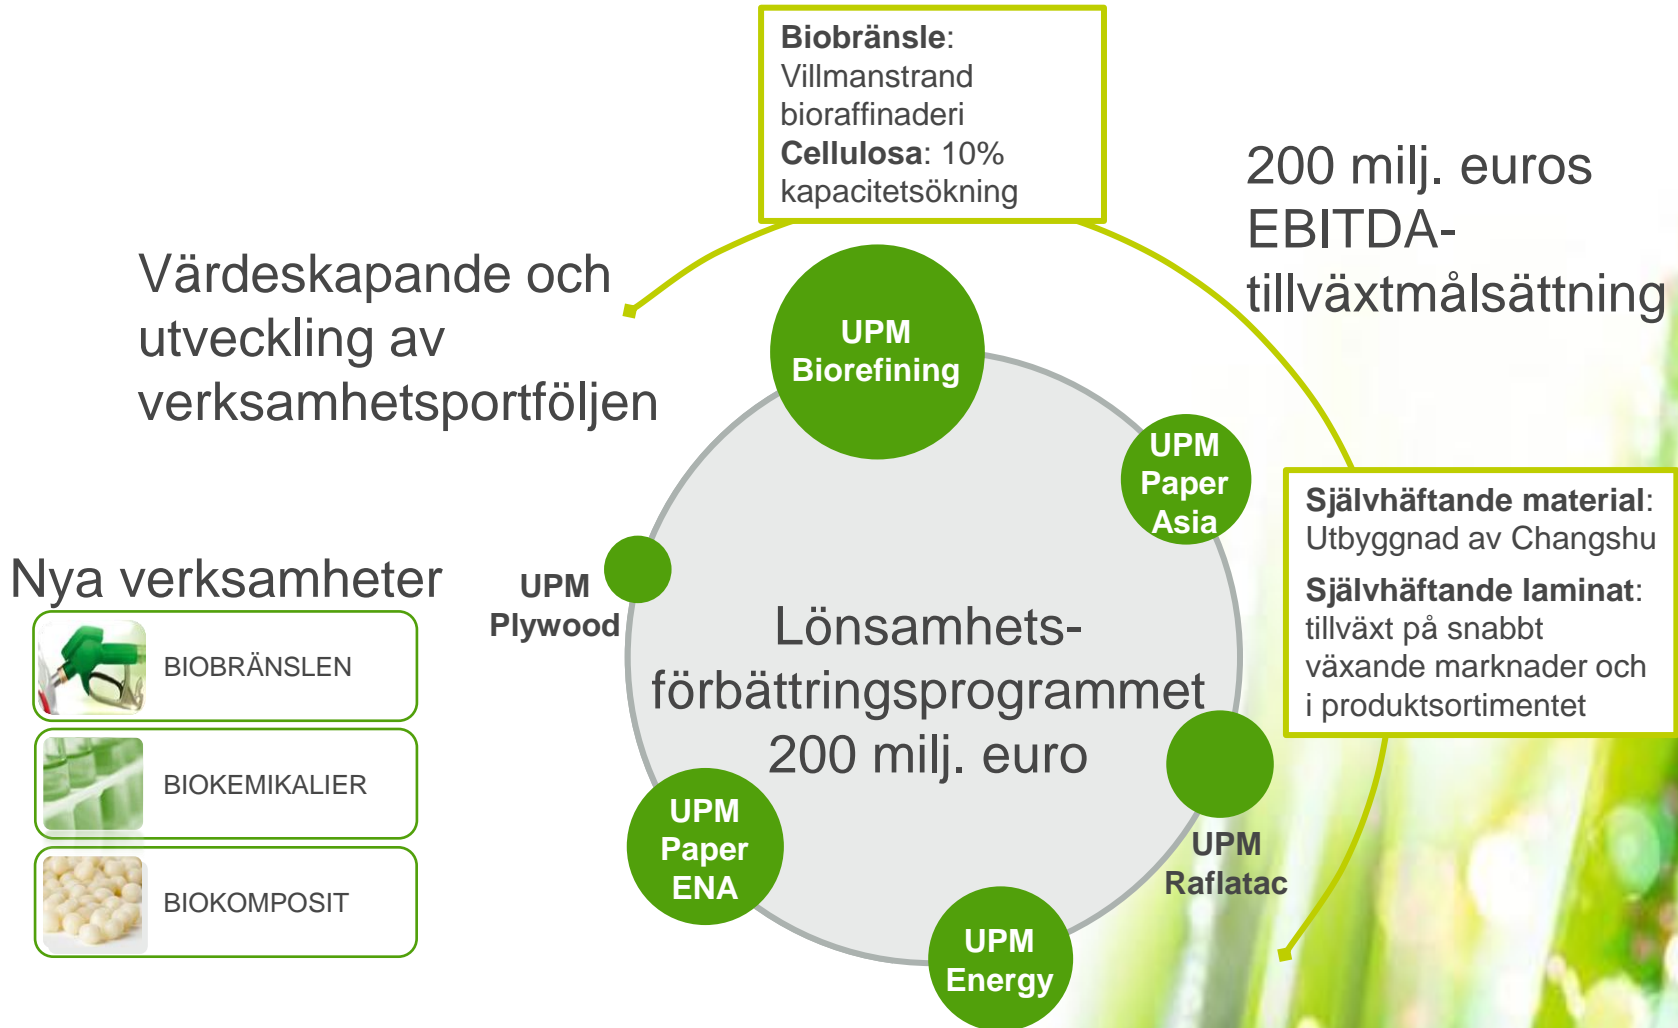 Biobränsle:
Villmanstrand
bioraffinaderi
Cellulosa: 10%
kapacitetsökning
200 milj. euros
EBITDA-
tillväxtmålsättning
Värdeskapande och
utveckling av
verksamhetsportföljen
UPM
Biorefining
UPM
Paper
Asia
Självhäftande material:
Utbyggnad av Changshu
Självhäftande laminat:
tillväxt på snabbt
växande marknader och
i produktsortimentet
Nya verksamheter
BIOBRÄNSLEN
BIOKEMIKALIER
BIOKOMPOSIT
UPM
Plywood
Lönsamhets-
förbättringsprogrammet
200 milj. euro
UPM
Paper
ENA
UPM
Raflatac
UPM
Energy